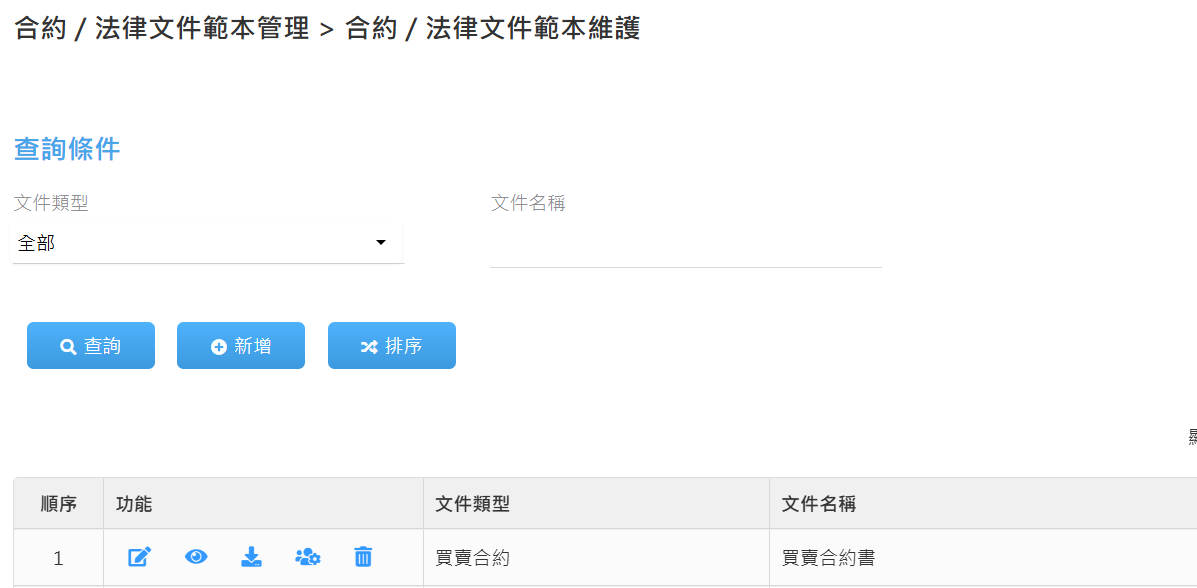 合約 / 法律文件範本管理 > 合約 / 法律文件範本維護
查詢條件
文件類型
文件名稱
全部
查詢
新增
排序
順序 功能 文件類型 文件名稱
1 買賣合約 買賣合約書